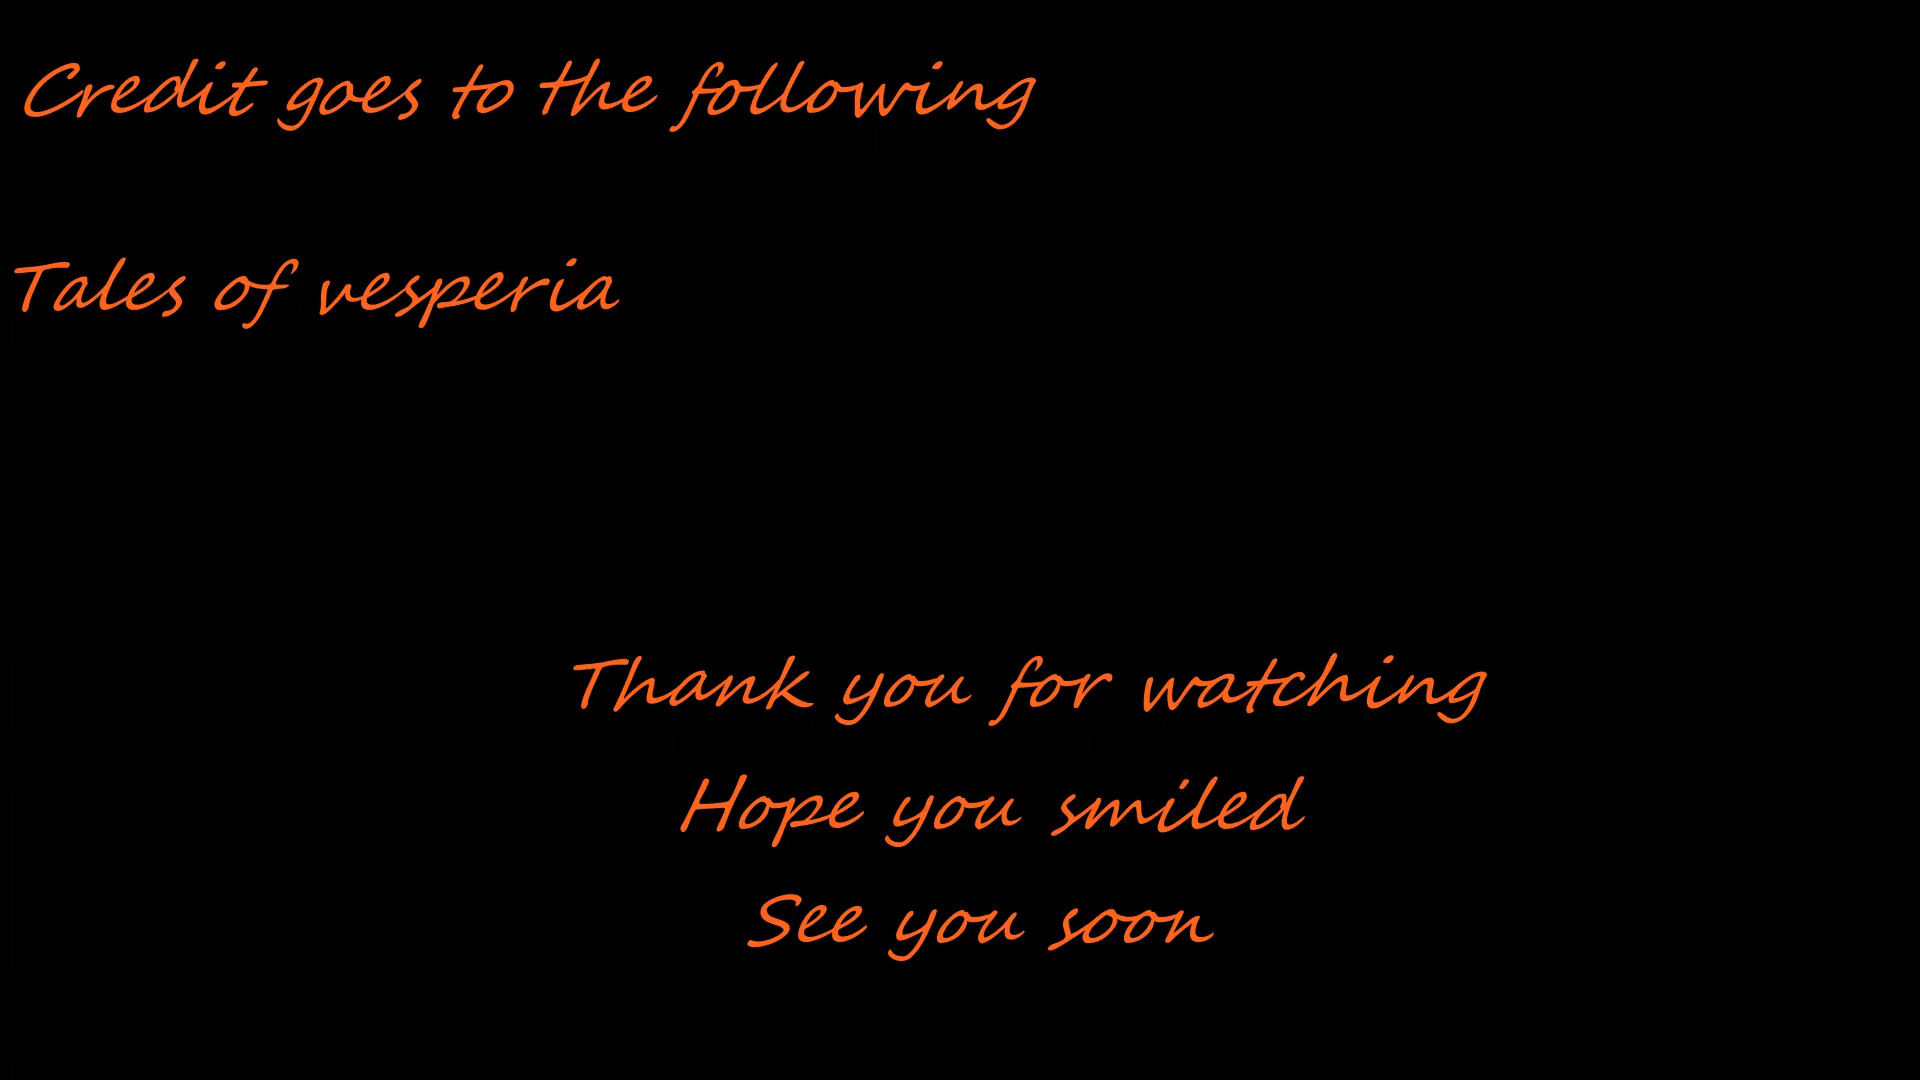 Credit goes to the following
Tales of vesperia
Thank you for watching
Hope you smiled
See you soon